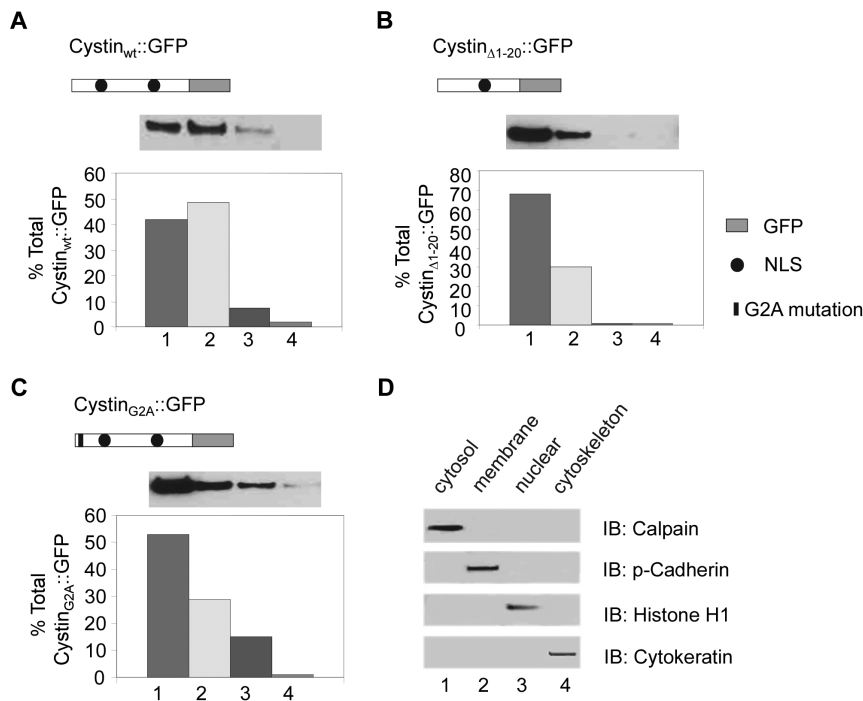 A
Cystinwt::GFP
% Total
Cystinwt::GFP
60
50
40
30
20
10
0
1 2 3 4
B
CystinΔ1-20::GFP
% Total
CystinΔ1-20::GFP
80
70
60
50
40
30
20
10
0
1 2 3 4
GFP
NLS
G2A mutation
C
CystinG2A::GFP
% Total
CystinG2A::GFP
60
50
40
30
20
10
0
1 2 3 4
D
cytosol
membrane
nuclear
cytoskeleton
IB: Calpain
IB: p-Cadherin
IB: Histone H1
IB: Cytokeratin
1 2 3 4